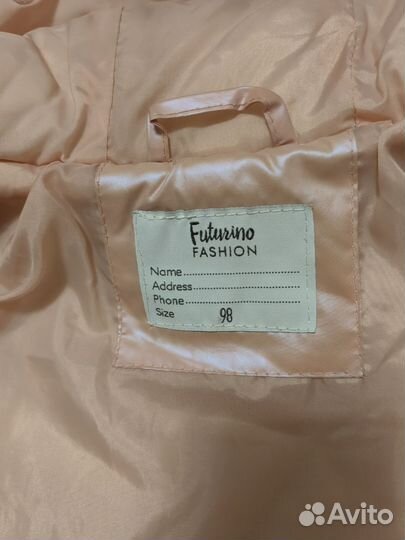 Futurino
FASHION
Name
Address
Phone
Size 98
Avito